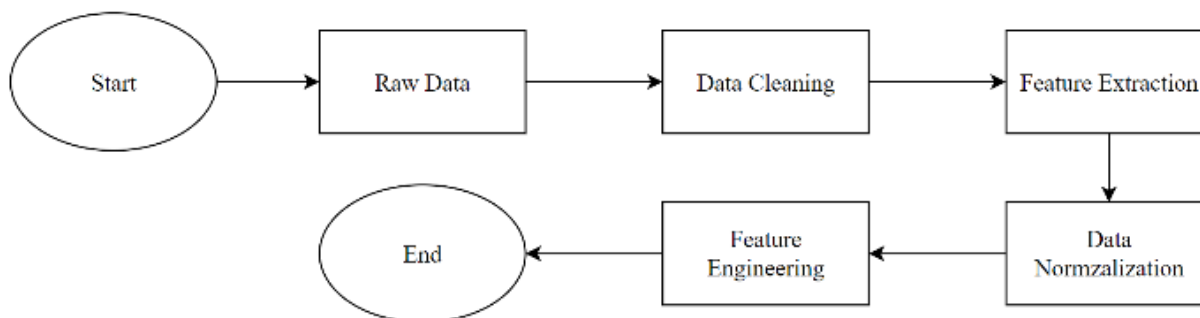 Start
Raw Data
Data Cleaning
Feature Extraction
Data
Normzalization
Feature
Engineering
End